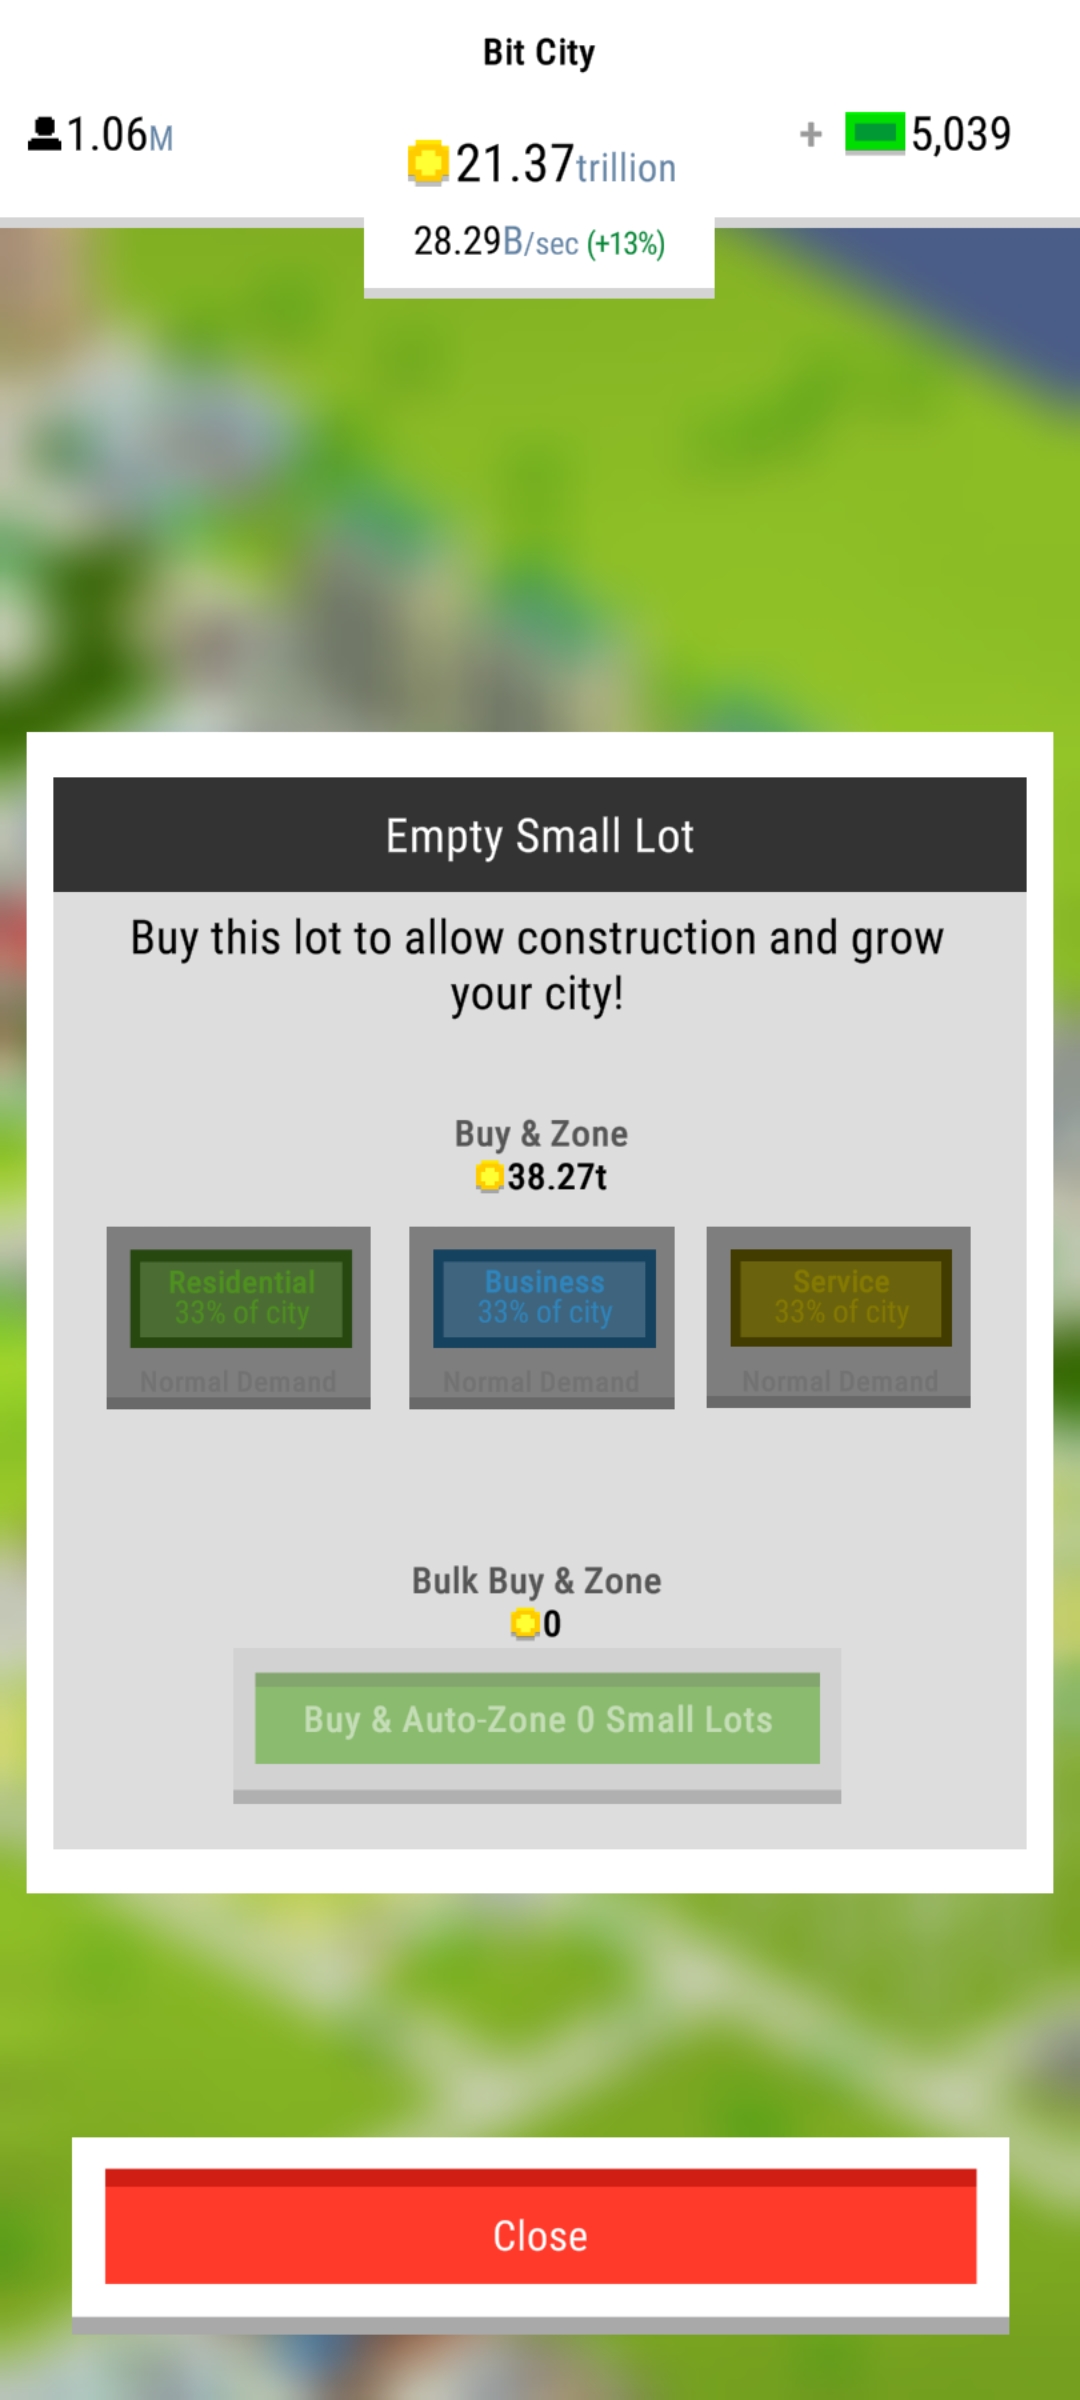 Bit City
1.06M
21.37trillion
+ 5,039
28.29B/sec (+13%)
Empty Small Lot
Buy this lot to allow construction and grow
your city!
Buy & Zone
38.27t
Residential
33% of city
Normal Demand
Business
33% of city
Normal Demand
Service
33% of city
Normal Demand
Bulk Buy & Zone
0
Buy & Auto-Zone 0 Small Lots
Close